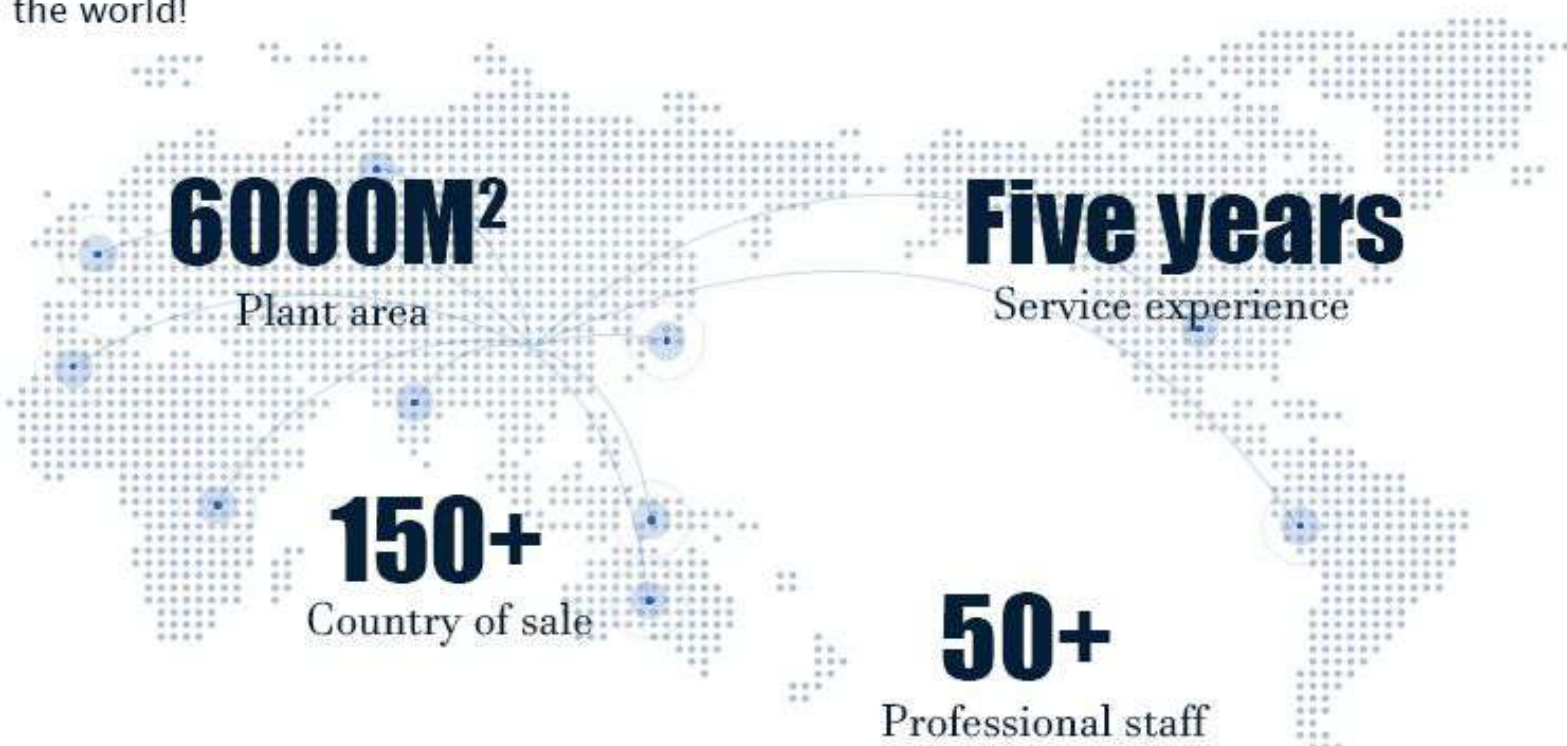 the world!
6000M²
Plant area
Five years
Service experience
150+
Country of sale
50+
Professional staff